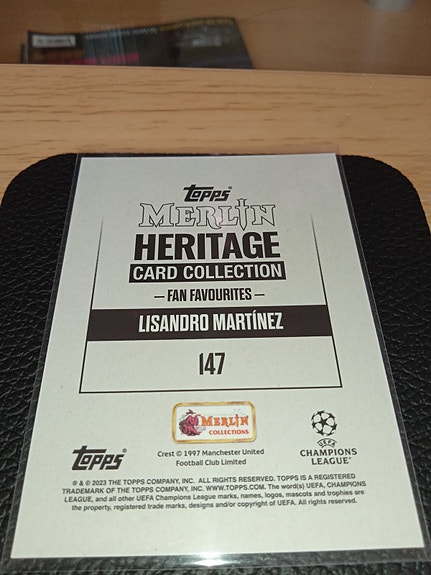 TOPPS®
MERLIN
HERITAGE
CARD COLLECTION
– FAN FAVOURITES –
LISANDRO MARTÍNEZ
147
MERLIN
COLLECTIONS
UEFA
CHAMPIONS
LEAGUE™
TOPPS®
Crest © 1997 Manchester United
Football Club Limited
® & © 2023 THE TOPPS COMPANY, INC. ALL RIGHTS RESERVED. TOPPS IS A REGISTERED
TRADEMARK OF THE TOPPS COMPANY, INC. WWW.TOPPS.COM. The word(s) UEFA, CHAMPIONS
LEAGUE, and all other UEFA Champions League marks, names, logos, mascots and trophies are
the property, registered trade marks, designs and/or copyright of UEFA. All rights reserved.